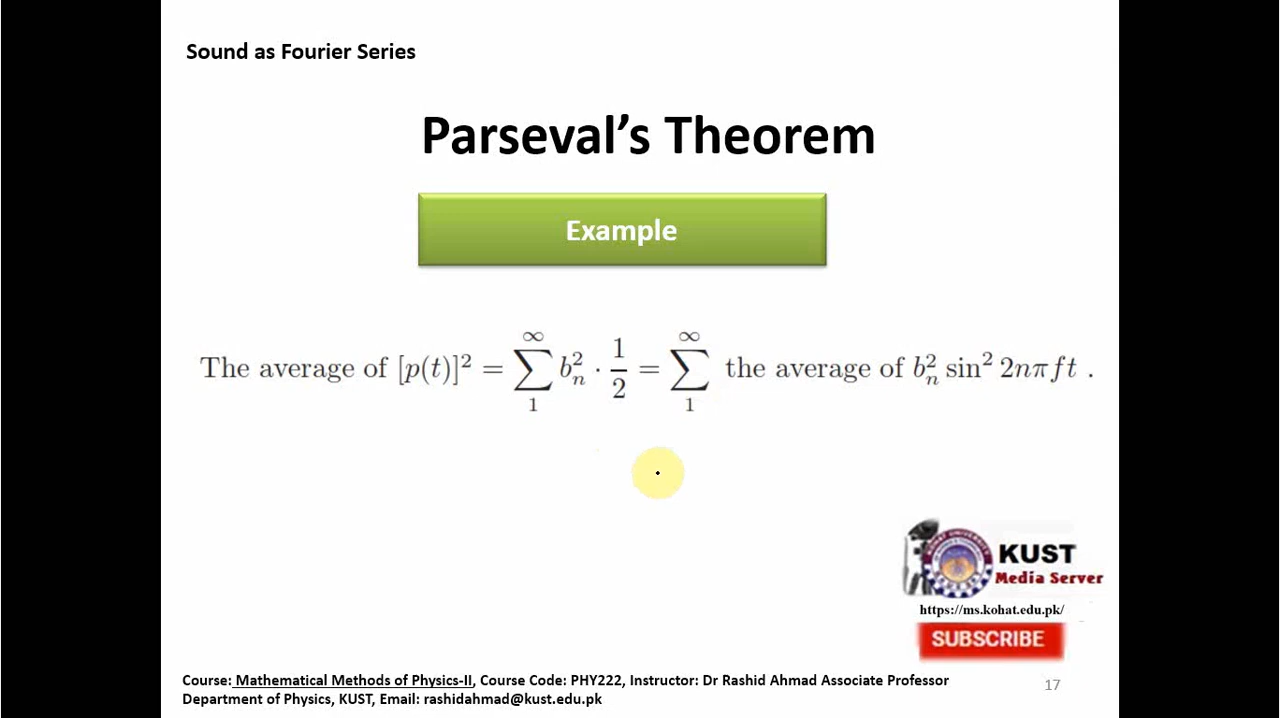 Sound as Fourier Series
Parseval's Theorem
Example
The average of [p(t)]² = ∑₁^∞ bₙ² · 1/2 = ∑₁^∞ the average of bₙ² sin² 2nπft .
KUST
Media Server
https://ms.kohat.edu.pk/
SUBSCRIBE
Course: Mathematical Methods of Physics-II, Course Code: PHY222, Instructor: Dr Rashid Ahmad Associate Professor
Department of Physics, KUST, Email: rashidahmad@kust.edu.pk
17